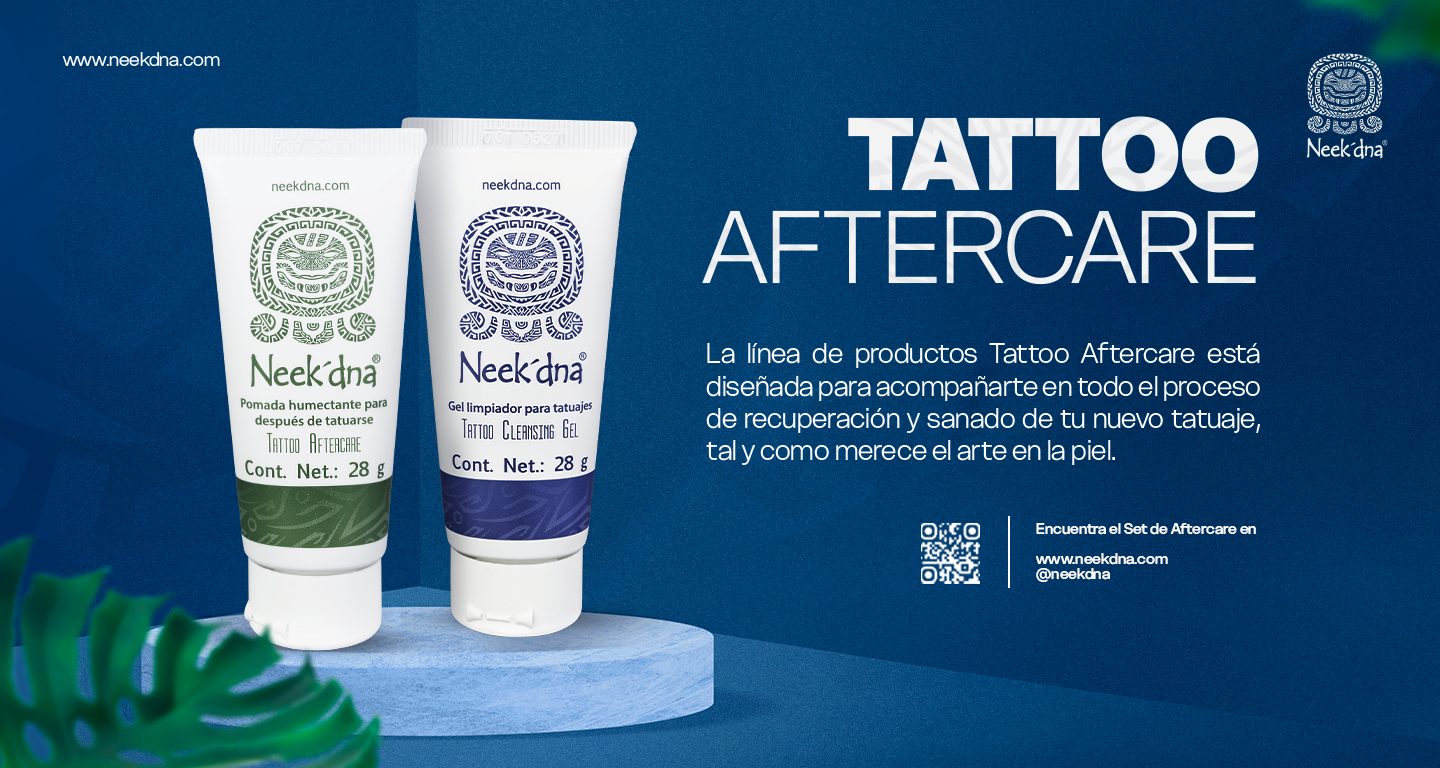 www.neekdna.com
TATTOO
AFTERCARE
Neek´dna®
La línea de productos Tattoo Aftercare está
diseñada para acompañarte en todo el proceso
de recuperación y sanado de tu nuevo tatuaje,
tal y como merece el arte en la piel.
Encuentra el Set de Aftercare en
www.neekdna.com
@neekdna
neekdna.com
Neek´dna®
Pomada humectante para
después de tatuarse
Tattoo Aftercare
Cont. Net.: 28 g
neekdna.com
Neek´dna®
Gel limpiador para tatuajes
Tattoo Cleansing Gel
Cont. Net.: 28 g